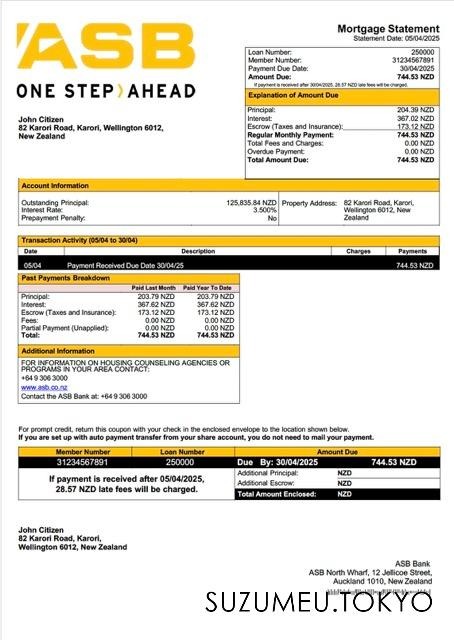 ASB
ONE STEP AHEAD
Mortgage Statement
Statement Date: 05/04/2025
Loan Number: 250000
Member Number: 31234567891
Payment Due Date: 30/04/2025
Amount Due: 744.53 NZD
If payment is received after 30/04/2025, 28.57 NZD late fees will be charged.
Explanation of Amount Due
Principal: 204.39 NZD
Interest: 367.02 NZD
Escrow (Taxes and Insurance): 173.12 NZD
Regular Monthly Payment: 744.53 NZD
Total Fees and Charges: 0.00 NZD
Overdue Payment: 0.00 NZD
Total Amount Due: 744.53 NZD
John Citizen
82 Karori Road, Karori, Wellington 6012,
New Zealand
Account Information
Outstanding Principal: 125,835.84 NZD
Interest Rate: 3.500%
Prepayment Penalty: No
Property Address: 82 Karori Road, Karori,
Wellington 6012, New
Zealand
Transaction Activity (05/04 to 30/04)
Date Description Charges Payments
05/04 Payment Received Due Date 30/04/25 744.53 NZD
Past Payments Breakdown
Paid Last Month Paid Year To Date
Principal: 203.79 NZD 203.79 NZD
Interest: 367.62 NZD 367.62 NZD
Escrow (Taxes and Insurance): 173.12 NZD 173.12 NZD
Fees: 0.00 NZD 0.00 NZD
Partial Payment (Unapplied): 0.00 NZD 0.00 NZD
Total: 744.53 NZD 744.53 NZD
Additional Information
FOR INFORMATION ON HOUSING COUNSELING AGENCIES OR
PROGRAMS IN YOUR AREA CONTACT:
+64 9 306 3000
www.asb.co.nz
Contact the ASB Bank at: +64 9 306 3000
For prompt credit, return this coupon with your check in the enclosed envelope to the location shown below.
If you are set up with auto payment transfer from your share account, you do not need to mail your payment.
Member Number Loan Number Amount Due
31234567891 250000 Due By: 30/04/2025 744.53 NZD
If payment is received after 05/04/2025,
28.57 NZD late fees will be charged.
Additional Principal: NZD
Additional Escrow: NZD
Total Amount Enclosed: NZD
John Citizen
82 Karori Road, Karori,
Wellington 6012, New Zealand
ASB Bank
ASB North Wharf, 12 Jellicoe Street,
Auckland 1010, New Zealand
SUZUMEU.TOKYO